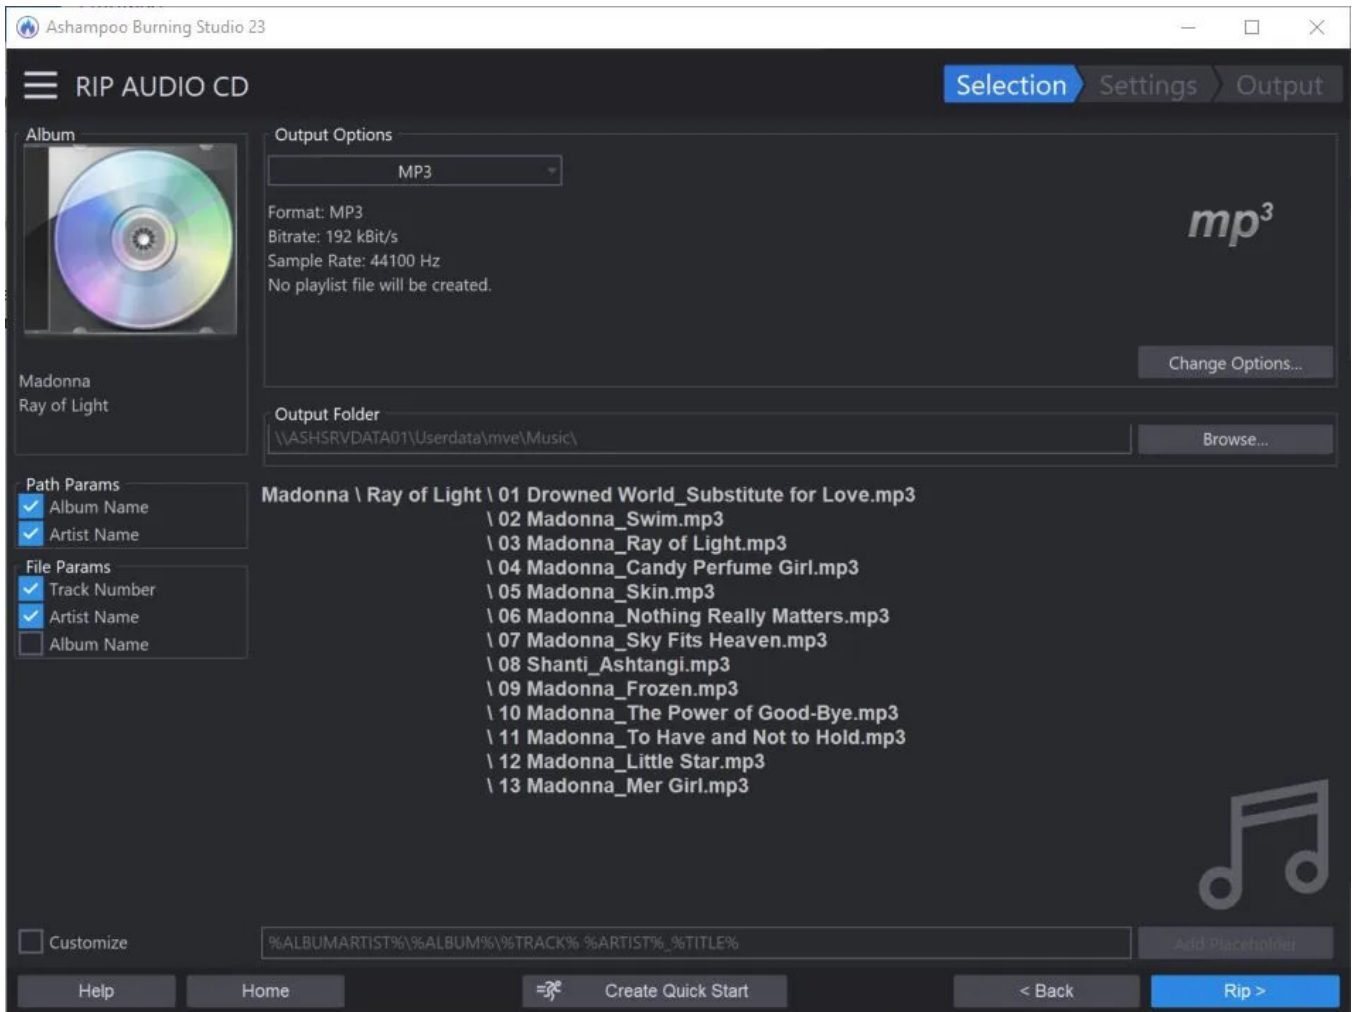 Ashampoo Burning Studio 23
RIP AUDIO CD
Selection
Settings
Output
Album
Madonna
Ray of Light
Output Options
MP3
Format: MP3
Bitrate: 192 kBit/s
Sample Rate: 44100 Hz
No playlist file will be created.
mp3
Change Options...
Output Folder
\\ASHSRVDATA01\Userdata\mve\Music\
Browse...
Path Params
Album Name
Artist Name
File Params
Track Number
Artist Name
Album Name
Madonna \ Ray of Light \ 01 Drowned World_Substitute for Love.mp3
\ 02 Madonna_Swim.mp3
\ 03 Madonna_Ray of Light.mp3
\ 04 Madonna_Candy Perfume Girl.mp3
\ 05 Madonna_Skin.mp3
\ 06 Madonna_Nothing Really Matters.mp3
\ 07 Madonna_Sky Fits Heaven.mp3
\ 08 Shanti_Ashtangi.mp3
\ 09 Madonna_Frozen.mp3
\ 10 Madonna_The Power of Good-Bye.mp3
\ 11 Madonna_To Have and Not to Hold.mp3
\ 12 Madonna_Little Star.mp3
\ 13 Madonna_Mer Girl.mp3
Customize
%ALBUMARTIST%\%ALBUM%\%TRACK% %ARTIST%_%TITLE%
Add Placeholder
Help
Home
Create Quick Start
< Back
Rip >